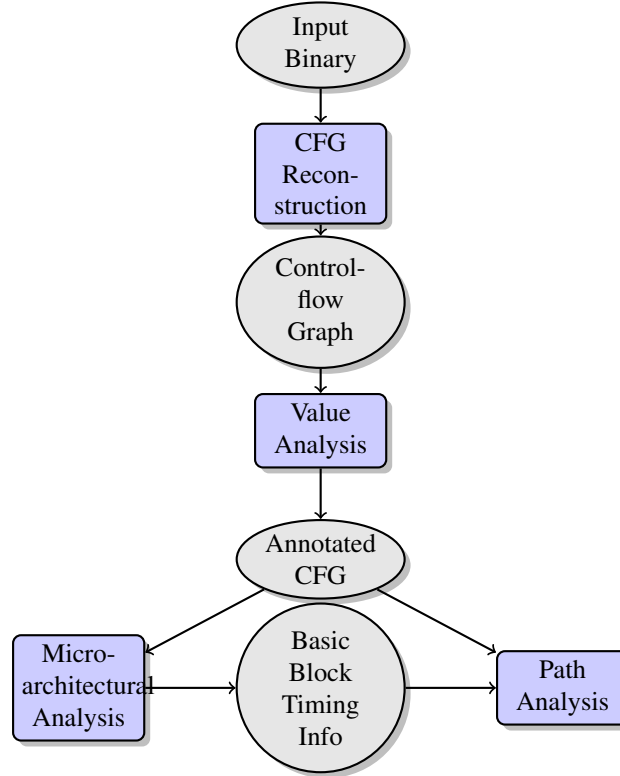 Input
Binary
CFG
Recon-
struction
Control-
flow
Graph
Value
Analysis
Annotated
CFG
Micro-
architectural
Analysis
Basic
Block
Timing
Info
Path
Analysis